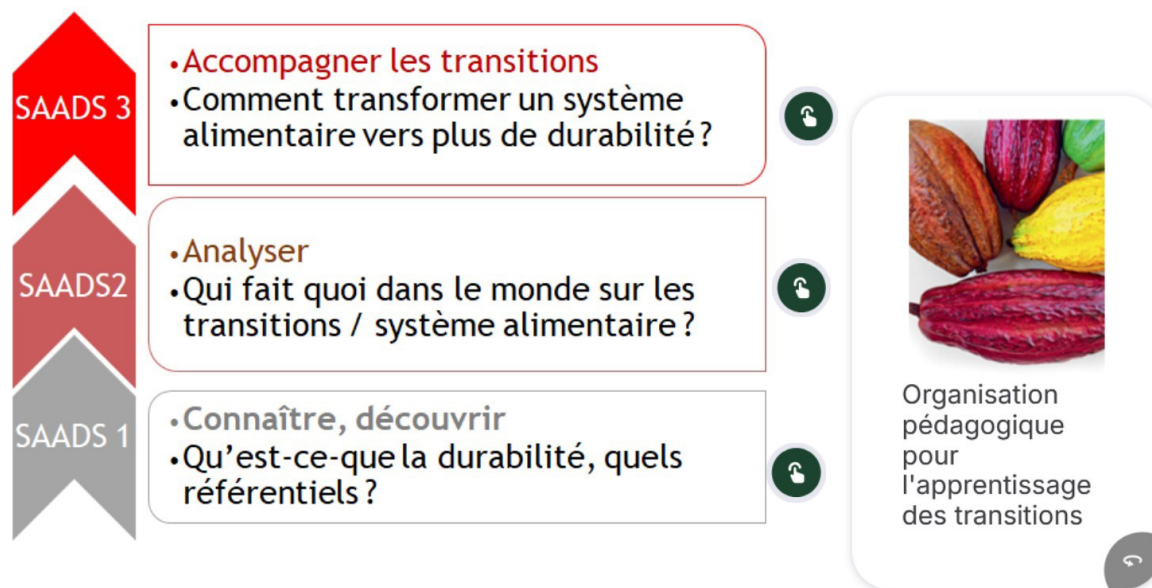 SAADS 3
•Accompagner les transitions
•Comment transformer un système
alimentaire vers plus de durabilité ?
SAADS2
•Analyser
•Qui fait quoi dans le monde sur les
transitions / système alimentaire ?
SAADS 1
•Connaître, découvrir
•Qu’est-ce-que la durabilité, quels
référentiels ?
Organisation
pédagogique
pour
l'apprentissage
des transitions